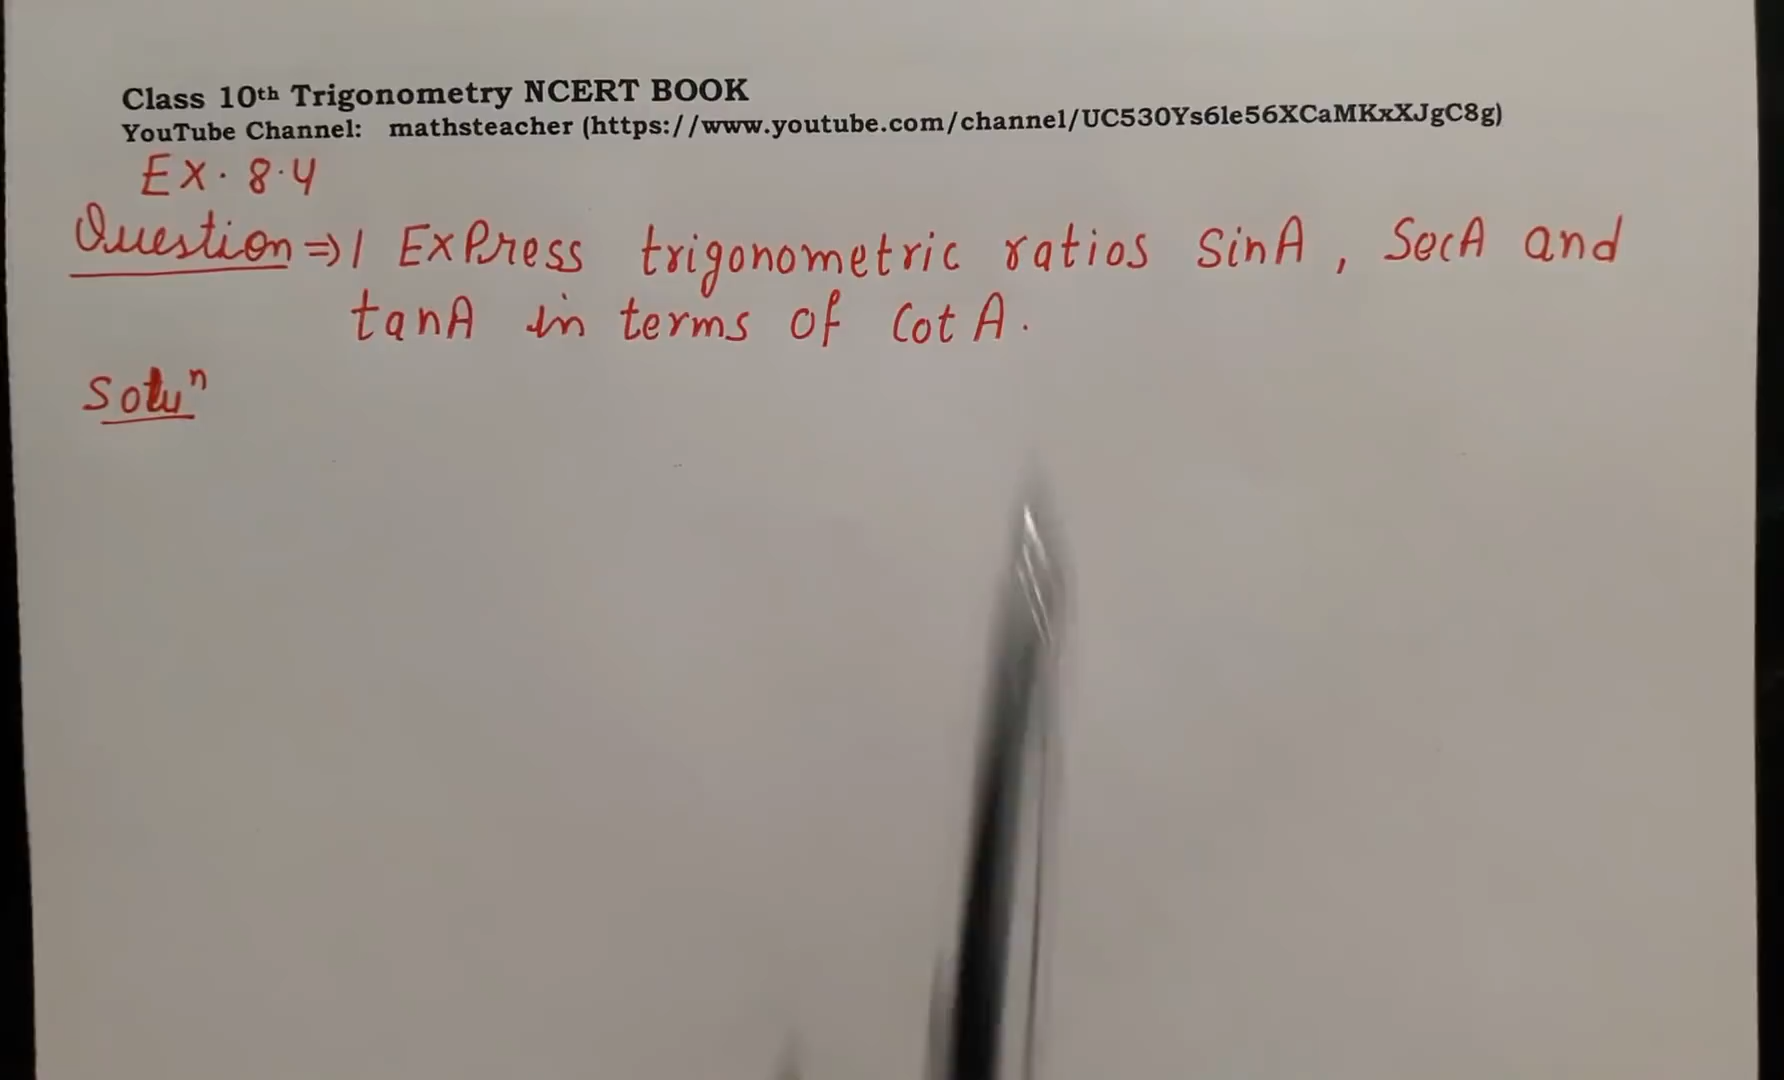 Class 10th Trigonometry NCERT BOOK
YouTube Channel: mathsteacher (https://www.youtube.com/channel/UC530Ys6le56XCaMKxXJgC8g)
EX. 8.4
Question ⇒ 1 Express trigonometric ratios SinA, SecA and
tanA in terms of Cot A.
Soluⁿ